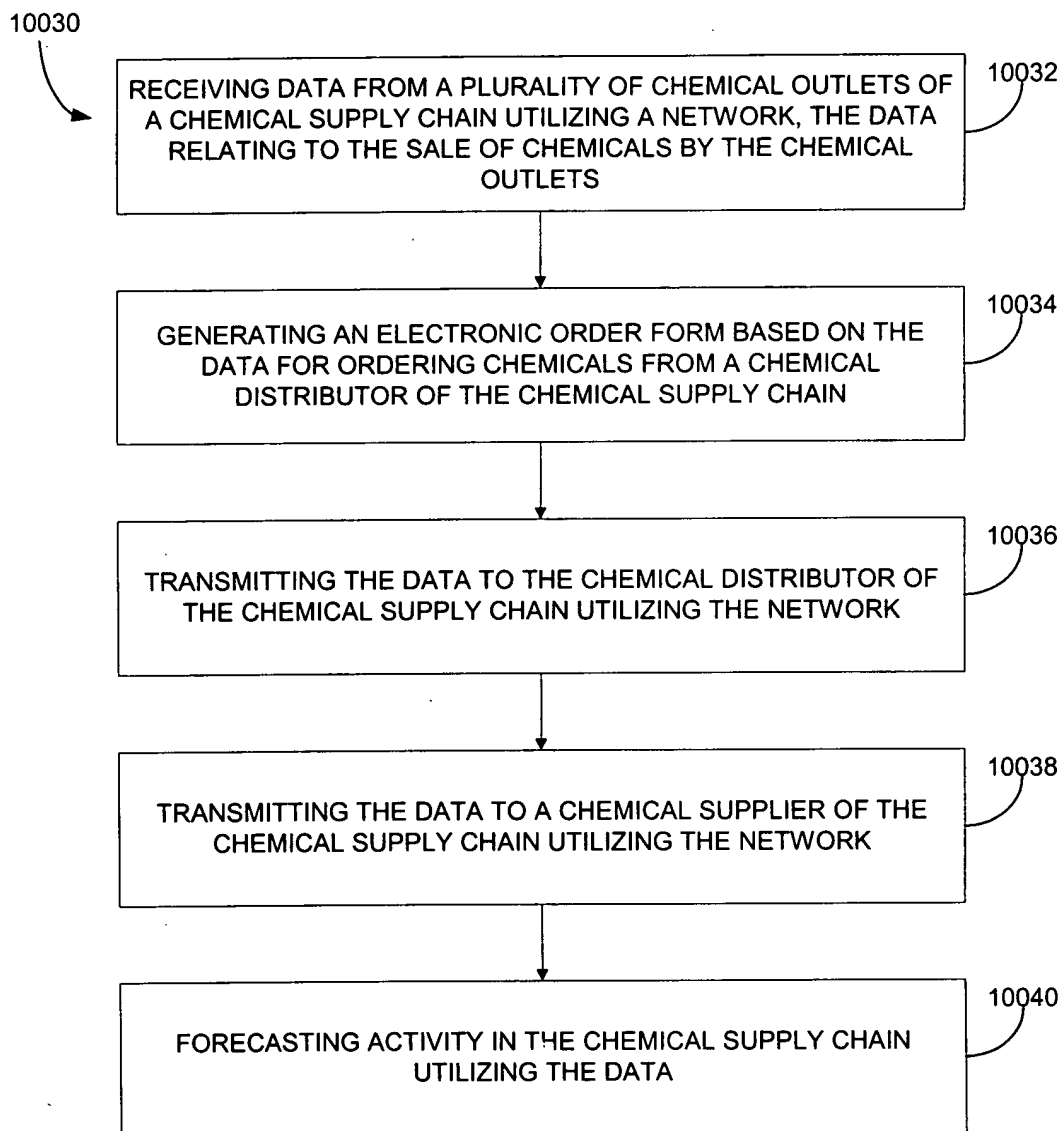 10030
10032
RECEIVING DATA FROM A PLURALITY OF CHEMICAL OUTLETS OF
A CHEMICAL SUPPLY CHAIN UTILIZING A NETWORK, THE DATA
RELATING TO THE SALE OF CHEMICALS BY THE CHEMICAL
OUTLETS
10034
GENERATING AN ELECTRONIC ORDER FORM BASED ON THE
DATA FOR ORDERING CHEMICALS FROM A CHEMICAL
DISTRIBUTOR OF THE CHEMICAL SUPPLY CHAIN
10036
TRANSMITTING THE DATA TO THE CHEMICAL DISTRIBUTOR OF
THE CHEMICAL SUPPLY CHAIN UTILIZING THE NETWORK
10038
TRANSMITTING THE DATA TO A CHEMICAL SUPPLIER OF THE
CHEMICAL SUPPLY CHAIN UTILIZING THE NETWORK
10040
FORECASTING ACTIVITY IN THE CHEMICAL SUPPLY CHAIN
UTILIZING THE DATA